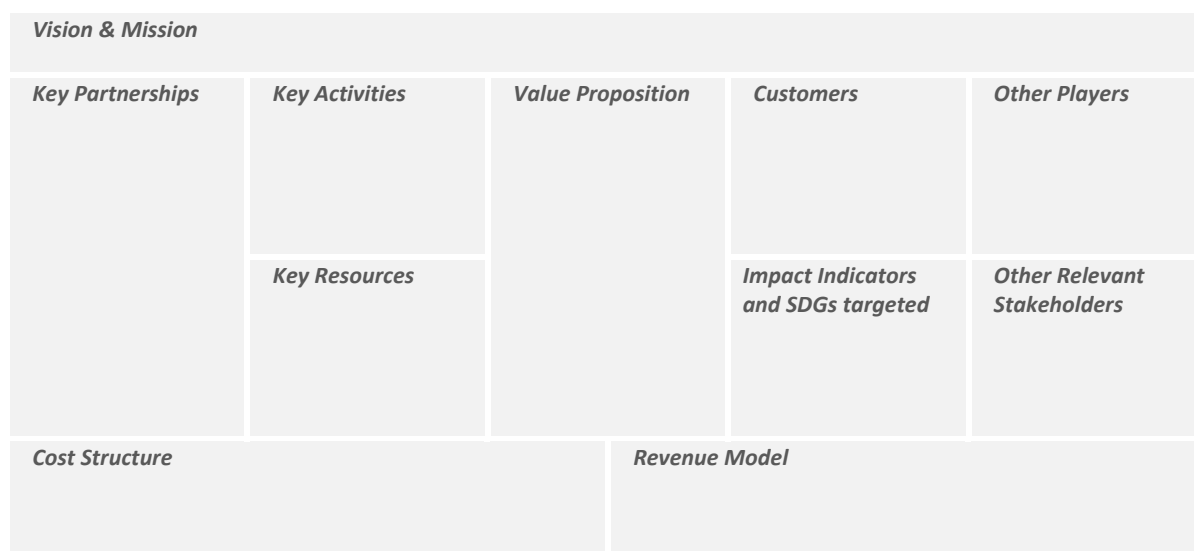 Vision & Mission
Key Partnerships
Key Activities
Value Proposition
Customers
Other Players
Key Resources
Impact Indicators
and SDGs targeted
Other Relevant
Stakeholders
Cost Structure
Revenue Model